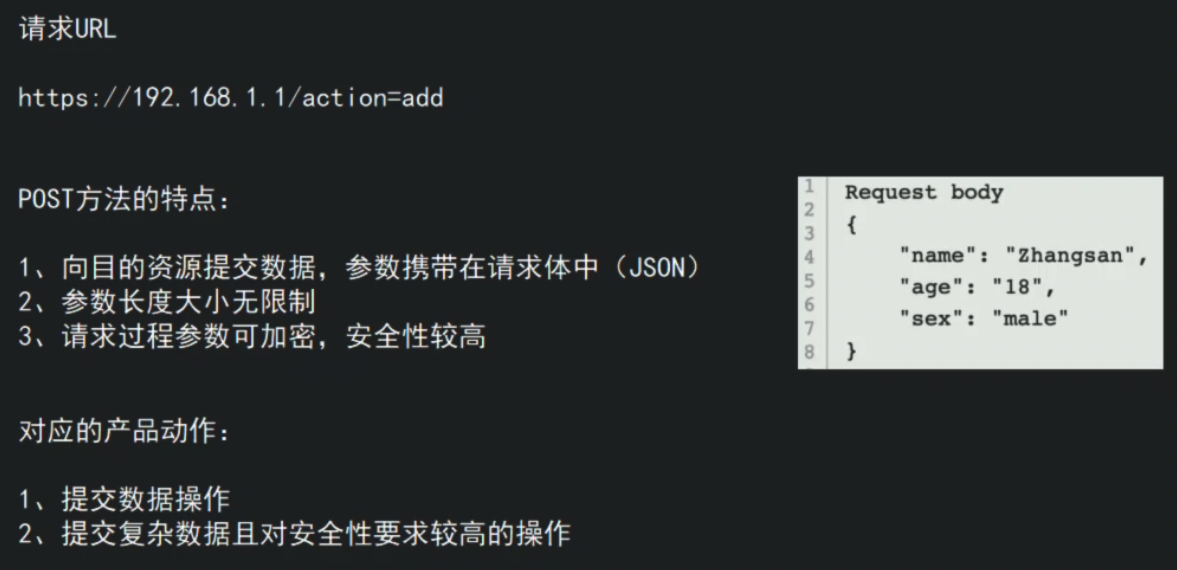 请求URL
https://192.168.1.1/action=add
POST方法的特点：
1、向目的资源提交数据，参数携带在请求体中（JSON）
2、参数长度大小无限制
3、请求过程参数可加密，安全性较高
1 Request body
2 {
3
4 "name": "Zhangsan",
5 "age": "18",
6 "sex": "male"
7
8 }
对应的产品动作：
1、提交数据操作
2、提交复杂数据且对安全性要求较高的操作